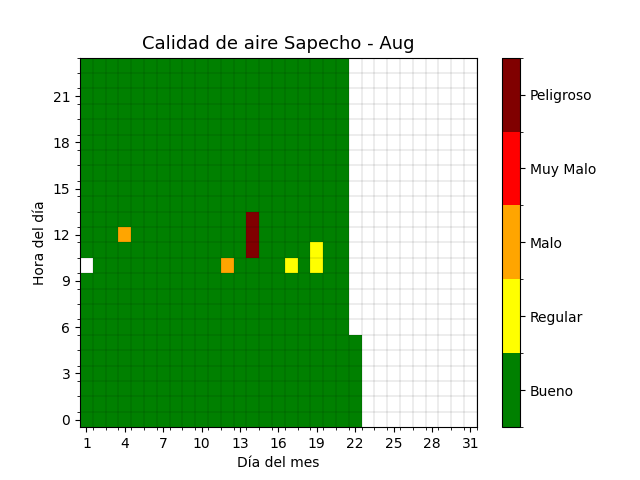 Calidad de aire Sapecho - Aug
Hora del día
21
18
15
12
9
6
3
0
1 4 7 10 13 16 19 22 25 28 31
Día del mes
Peligroso
Muy Malo
Malo
Regular
Bueno